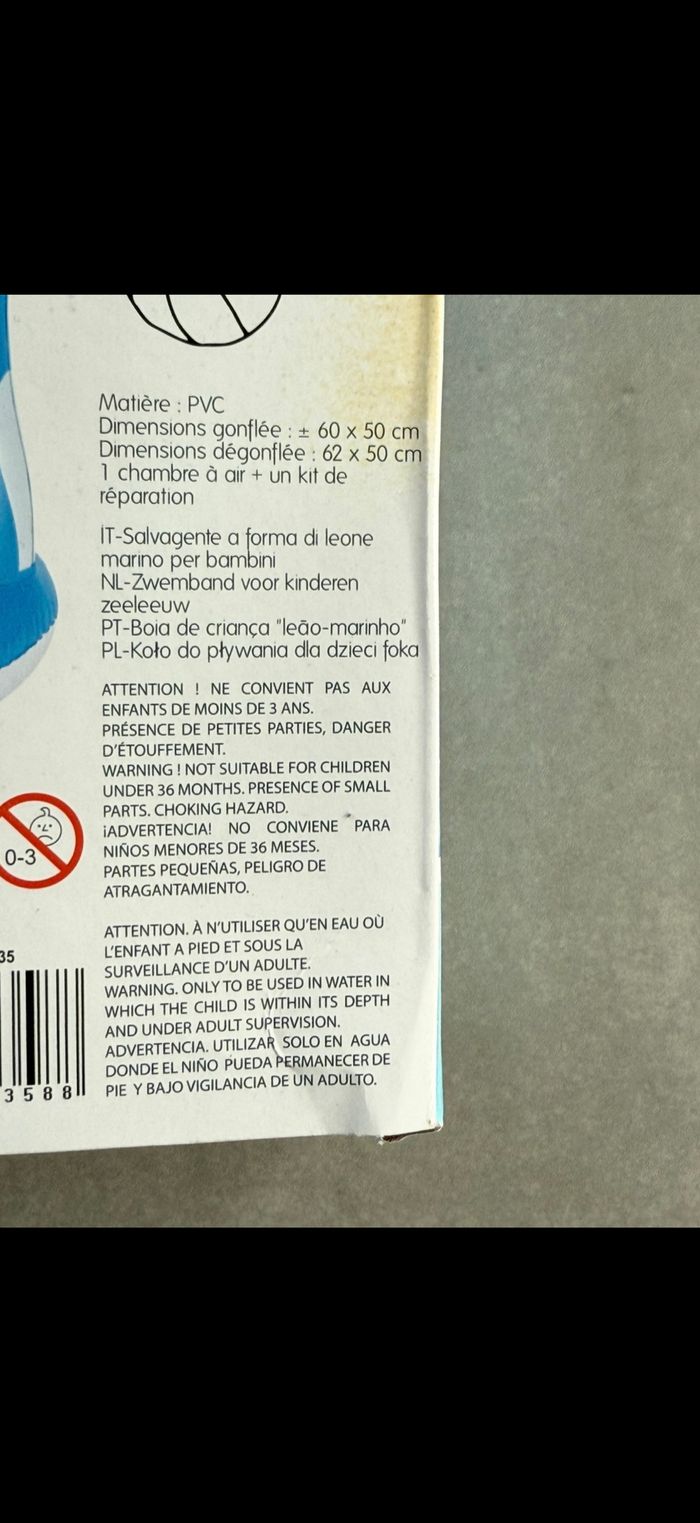 Matière : PVC
Dimensions gonflée : ± 60 x 50 cm
Dimensions dégonflée : 62 x 50 cm
1 chambre à air + un kit de
réparation
IT-Salvagente a forma di leone
marino per bambini
NL-Zwemband voor kinderen
zeeleeuw
PT-Boia de criança "leão-marinho"
PL-Koło do pływania dla dzieci foka
ATTENTION ! NE CONVIENT PAS AUX
ENFANTS DE MOINS DE 3 ANS.
PRÉSENCE DE PETITES PARTIES, DANGER
D'ÉTOUFFEMENT.
WARNING ! NOT SUITABLE FOR CHILDREN
UNDER 36 MONTHS. PRESENCE OF SMALL
PARTS. CHOKING HAZARD.
¡ADVERTENCIA! NO CONVIENE PARA
NIÑOS MENORES DE 36 MESES.
PARTES PEQUEÑAS, PELIGRO DE
ATRAGANTAMIENTO.
0-3
ATTENTION. À N'UTILISER QU'EN EAU OÙ
L'ENFANT A PIED ET SOUS LA
SURVEILLANCE D'UN ADULTE.
WARNING. ONLY TO BE USED IN WATER IN
WHICH THE CHILD IS WITHIN ITS DEPTH
AND UNDER ADULT SUPERVISION.
ADVERTENCIA. UTILIZAR SOLO EN AGUA
DONDE EL NIÑO PUEDA PERMANECER DE
PIE Y BAJO VIGILANCIA DE UN ADULTO.
35
3588